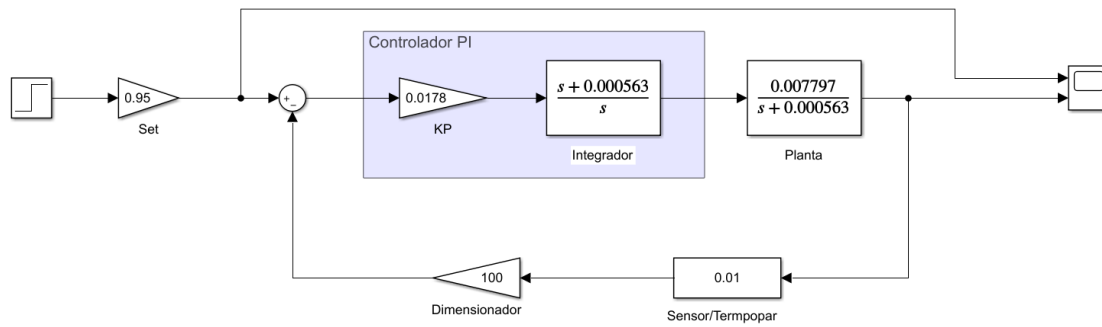 Controlador PI
0.95
Set
+
−
0.0178
KP
s + 0.000563
s
Integrador
0.007797
s + 0.000563
Planta
100
Dimensionador
0.01
Sensor/Termpopar